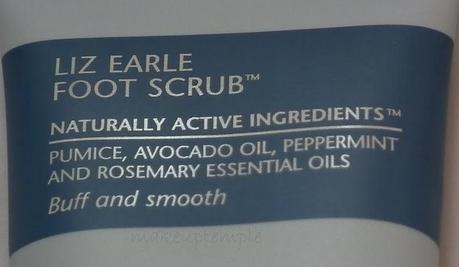 LIZ EARLE
FOOT SCRUB™
NATURALLY ACTIVE INGREDIENTS™
PUMICE, AVOCADO OIL, PEPPERMINT
AND ROSEMARY ESSENTIAL OILS
Buff and smooth
makeuptemple